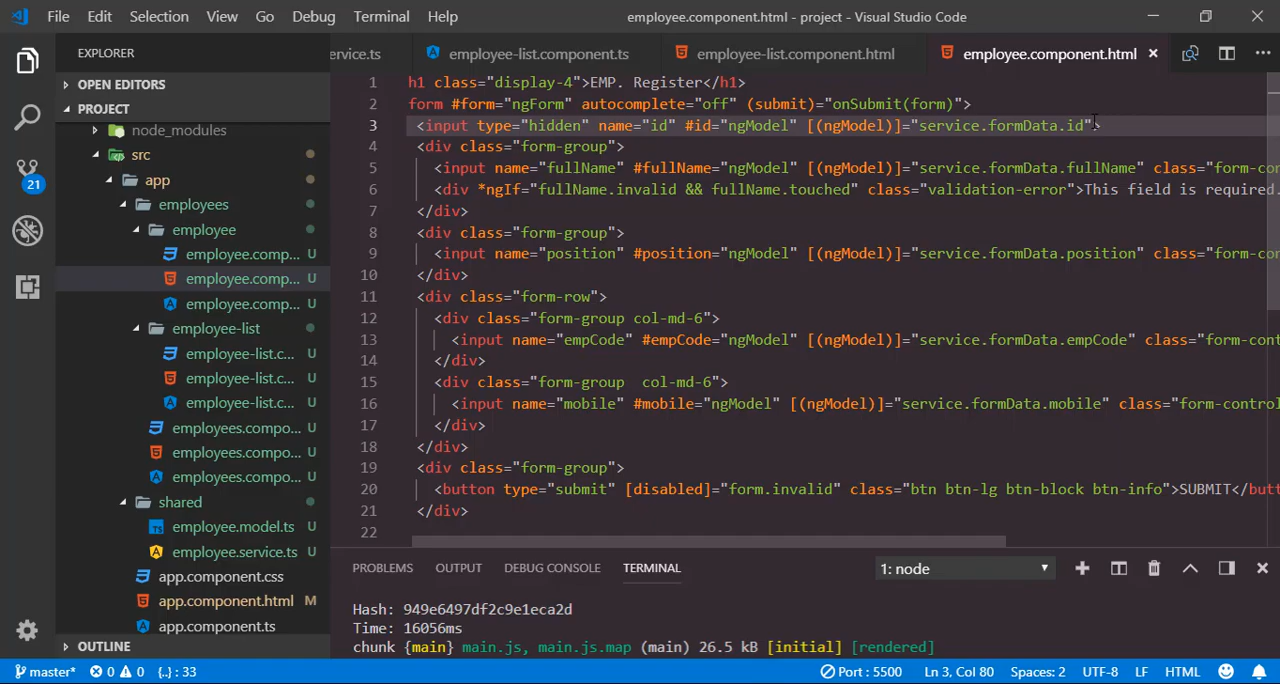 File Edit Selection View Go Debug Terminal Help employee.component.html - project - Visual Studio Code
EXPLORER
OPEN EDITORS
PROJECT
node_modules
src
app
employees
employee
employee.comp... U
employee.comp... U
employee.comp... U
employee-list
employee-list.c... U
employee-list.c... U
employee-list.c... U
employees.compo... U
employees.compo... U
employees.compo... U
shared
employee.model.ts U
employee.service.ts U
app.component.css
app.component.html M
app.component.ts
OUTLINE
21
ervice.ts employee-list.component.ts employee-list.component.html employee.component.html
1 h1 class="display-4">EMP. Register</h1>
2 form #form="ngForm" autocomplete="off" (submit)="onSubmit(form)">
3 <input type="hidden" name="id" #id="ngModel" [(ngModel)]="service.formData.id">
4 <div class="form-group">
5 <input name="fullName" #fullName="ngModel" [(ngModel)]="service.formData.fullName" class="form-con
6 <div *ngIf="fullName.invalid && fullName.touched" class="validation-error">This field is required.
7 </div>
8 <div class="form-group">
9 <input name="position" #position="ngModel" [(ngModel)]="service.formData.position" class="form-con
10 </div>
11 <div class="form-row">
12 <div class="form-group col-md-6">
13 <input name="empCode" #empCode="ngModel" [(ngModel)]="service.formData.empCode" class="form-cont
14 </div>
15 <div class="form-group  col-md-6">
16 <input name="mobile" #mobile="ngModel" [(ngModel)]="service.formData.mobile" class="form-control
17 </div>
18 </div>
19 <div class="form-group">
20 <button type="submit" [disabled]="form.invalid" class="btn btn-lg btn-block btn-info">SUBMIT</butt
21 </div>
22
PROBLEMS OUTPUT DEBUG CONSOLE TERMINAL 1: node
Hash: 949e6497df2c9e1eca2d
Time: 16056ms
chunk {main} main.js, main.js.map (main) 26.5 kB [initial] [rendered]
master* 0 0 {..} : 33 Port : 5500 Ln 3, Col 80 Spaces: 2 UTF-8 LF HTML